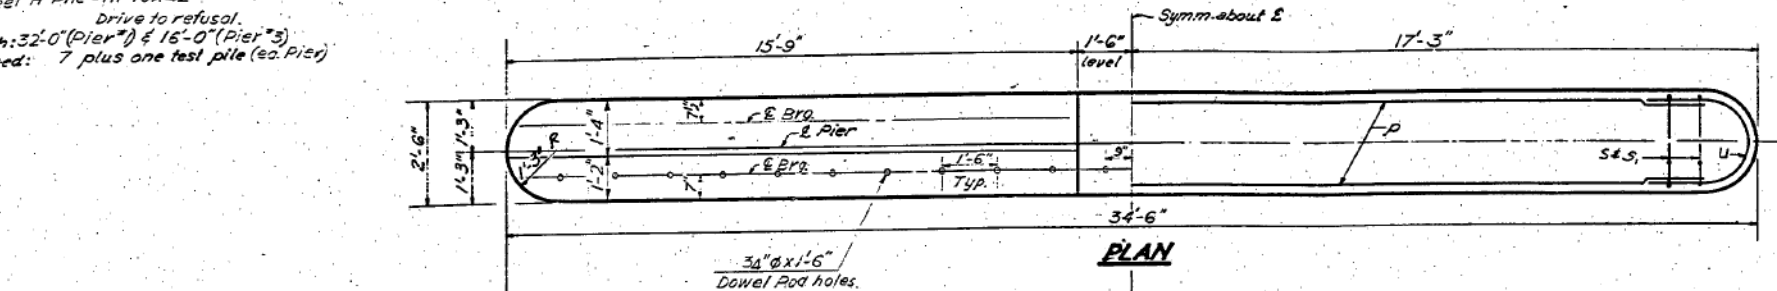 Drive to refusal.
32'-0" (Pier #1) & 16'-0" (Pier #3)
7 plus one test pile (ea. Pier)
Symm. about ℄
15'-9"
1'-6"
level
17'-3"
2'-6"
1'-3"
1'-3"
1'-3" R
1'-4"
1'-2"
7½"
7"
℄ Brg.
℄ Pier
℄ Brg.
1'-6"
Typ.
9"
P
S & S₁
U
34'-6"
PLAN
¾"φ x 1'-6"
Dowel Rod holes.